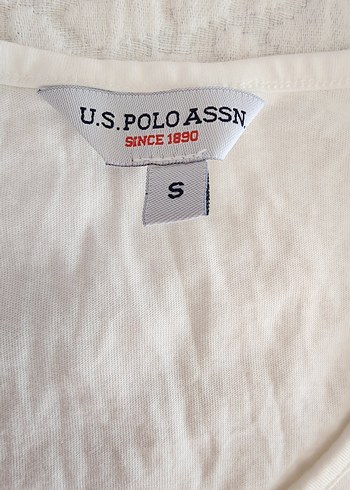 U.S. POLO ASSN.
SINCE 1890
S